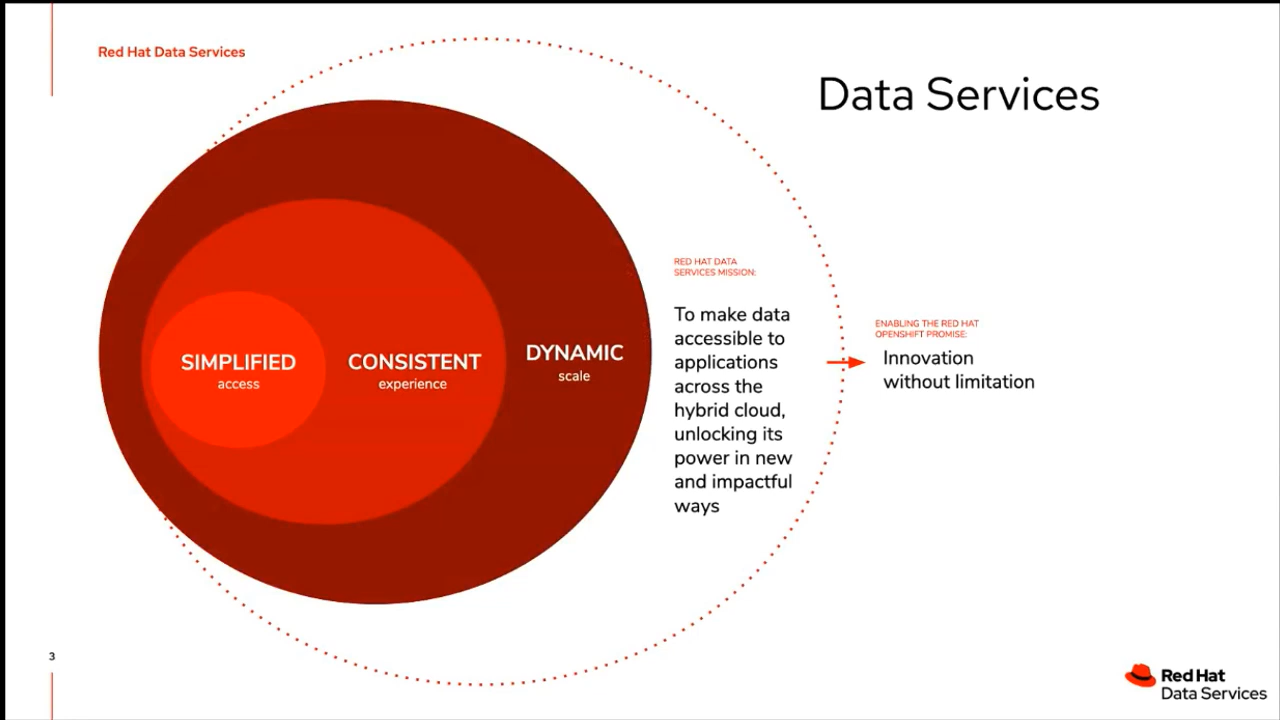 Red Hat Data Services
Data Services
SIMPLIFIED
access
CONSISTENT
experience
DYNAMIC
scale
RED HAT DATA
SERVICES MISSION:
To make data
accessible to
applications
across the
hybrid cloud,
unlocking its
power in new
and impactful
ways
ENABLING THE RED HAT
OPENSHIFT PROMISE:
Innovation
without limitation
3
Red Hat
Data Services